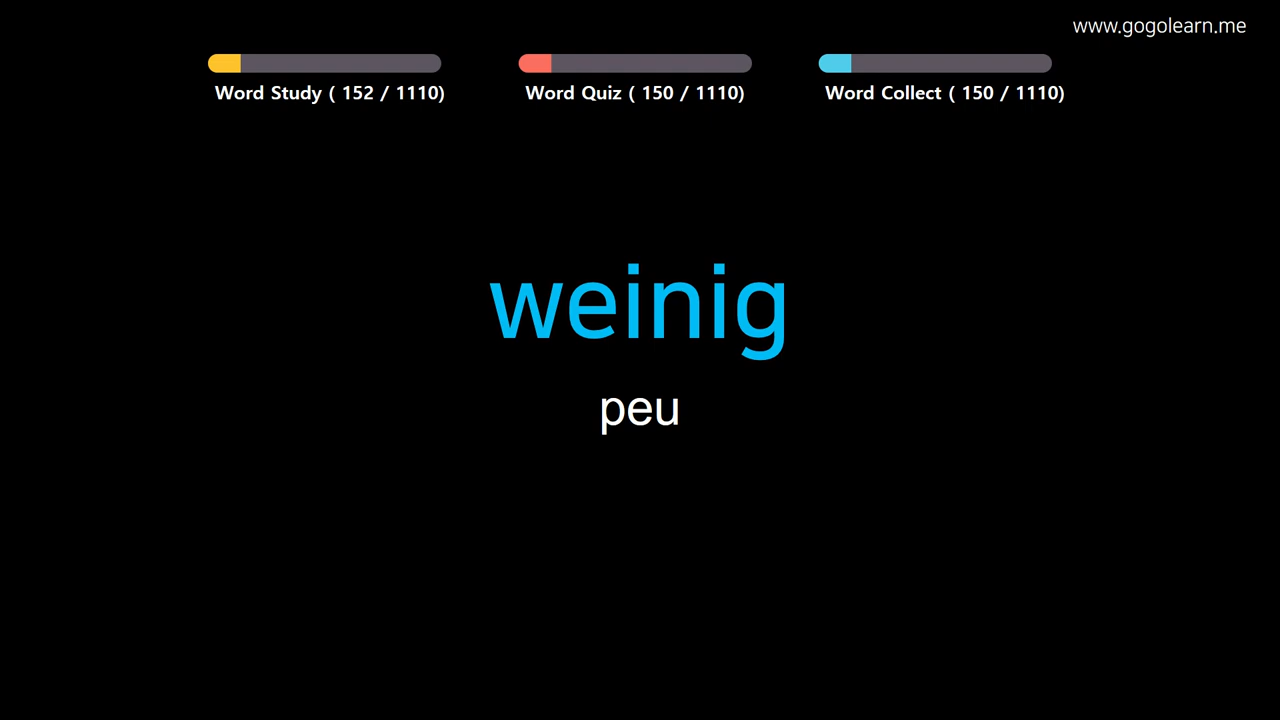 www.gogolearn.me
Word Study ( 152 / 1110)
Word Quiz ( 150 / 1110)
Word Collect ( 150 / 1110)
weinig
peu